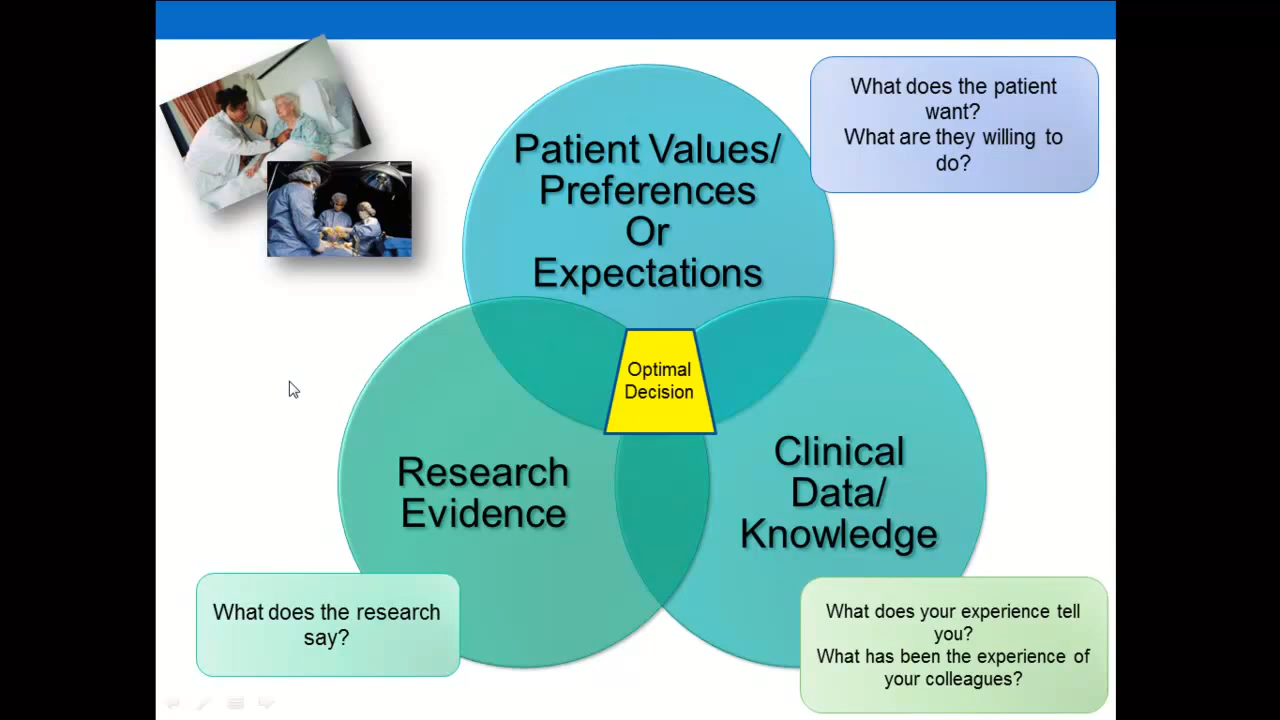 Patient Values/
Preferences
Or
Expectations
What does the patient
want?
What are they willing to
do?
Optimal
Decision
Research
Evidence
Clinical
Data/
Knowledge
What does the research
say?
What does your experience tell
you?
What has been the experience of
your colleagues?